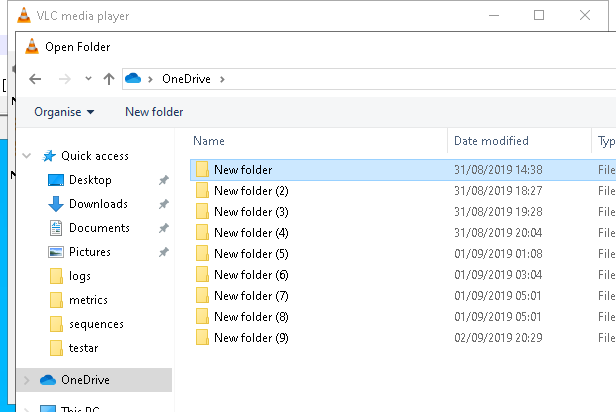 VLC media player
Open Folder
OneDrive
Organise New folder
Name Date modified
Quick access
Desktop
Downloads
Documents
Pictures
logs
metrics
sequences
testar
OneDrive
This PC
New folder 31/08/2019 14:38 File
New folder (2) 31/08/2019 18:27 File
New folder (3) 31/08/2019 19:28 File
New folder (4) 31/08/2019 20:04 File
New folder (5) 01/09/2019 01:08 File
New folder (6) 01/09/2019 03:04 File
New folder (7) 01/09/2019 05:01 File
New folder (8) 01/09/2019 05:01 File
New folder (9) 02/09/2019 20:29 File